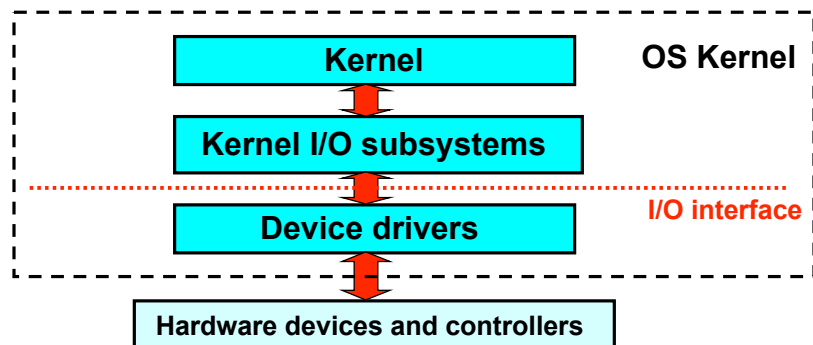 Kernel
OS Kernel
Kernel I/O subsystems
I/O interface
Device drivers
Hardware devices and controllers